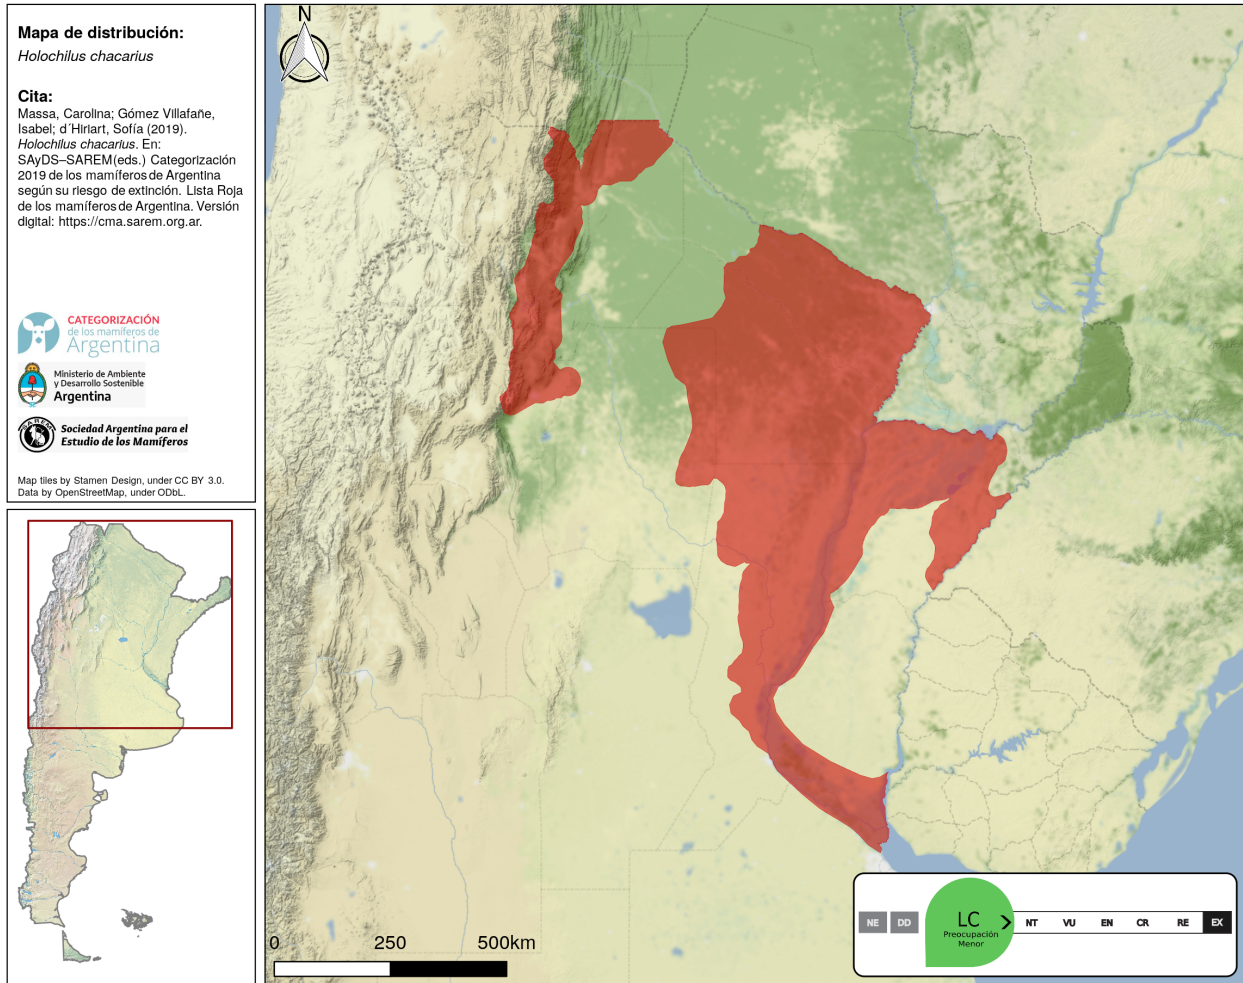 Mapa de distribución:
Holochilus chacarius
Cita:
Massa, Carolina; Gómez Villafañe,
Isabel; d´Hiriart, Sofía (2019).
Holochilus chacarius. En:
SAyDS–SAREM(eds.) Categorización
2019 de los mamíferos de Argentina
según su riesgo de extinción. Lista Roja
de los mamíferos de Argentina. Versión
digital: https://cma.sarem.org.ar.
CATEGORIZACIÓN
de los mamíferos de
Argentina
Ministerio de Ambiente
y Desarrollo Sostenible
Argentina
SAREM
Sociedad Argentina para el
Estudio de los Mamíferos
Map tiles by Stamen Design, under CC BY 3.0.
Data by OpenStreetMap, under ODbL.
N
0 250 500km
NE DD LC NT VU EN CR RE EX
Preocupación
Menor